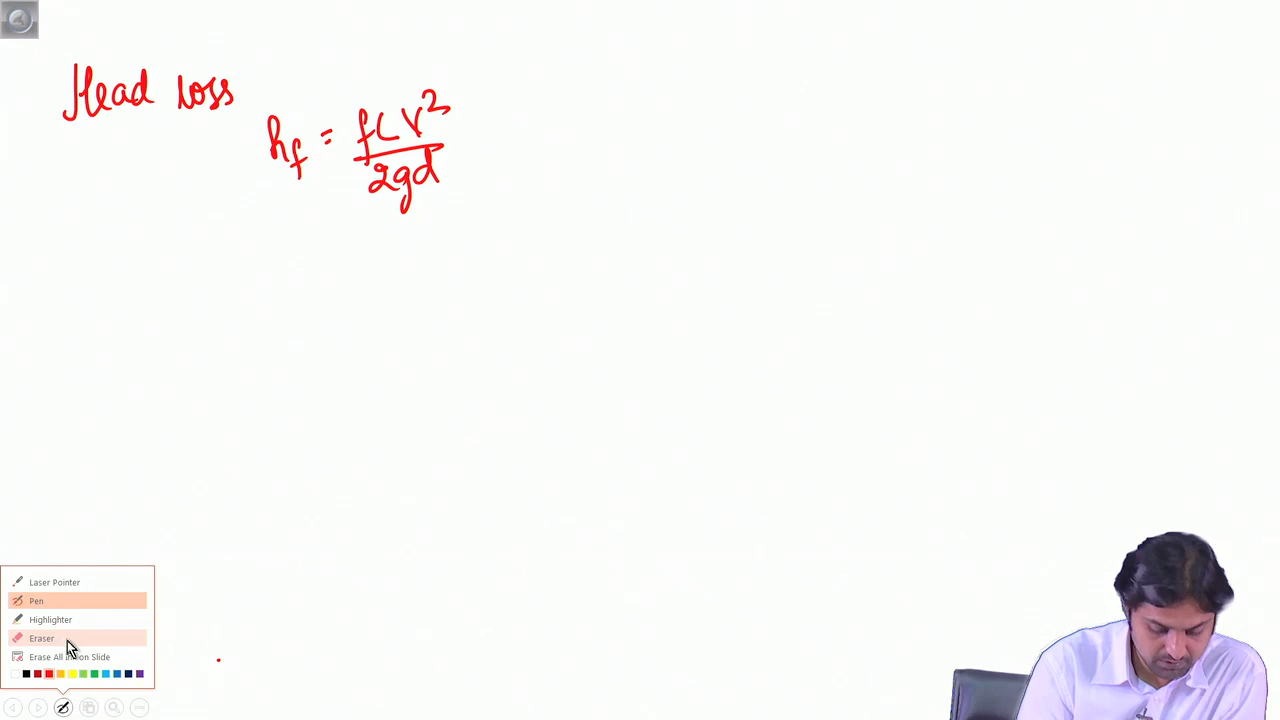 Head loss
hf = fLV²
2gd
Laser Pointer
Pen
Highlighter
Eraser
Erase All Ink on Slide